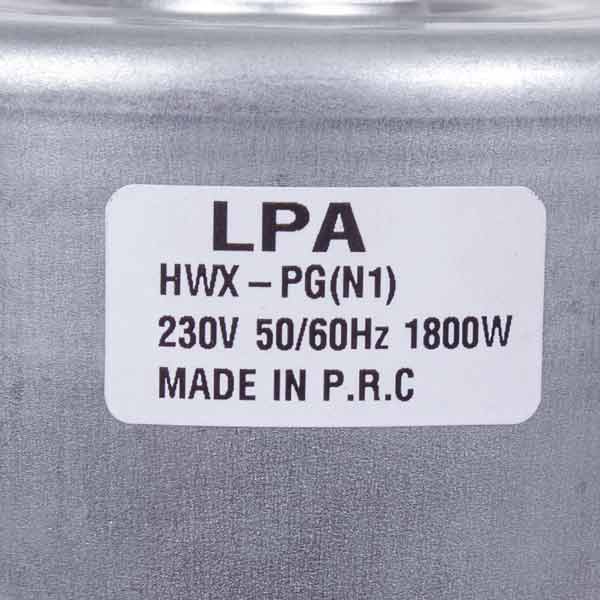 LPA
HWX – PG(N1)
230V 50/60Hz 1800W
MADE IN P.R.C